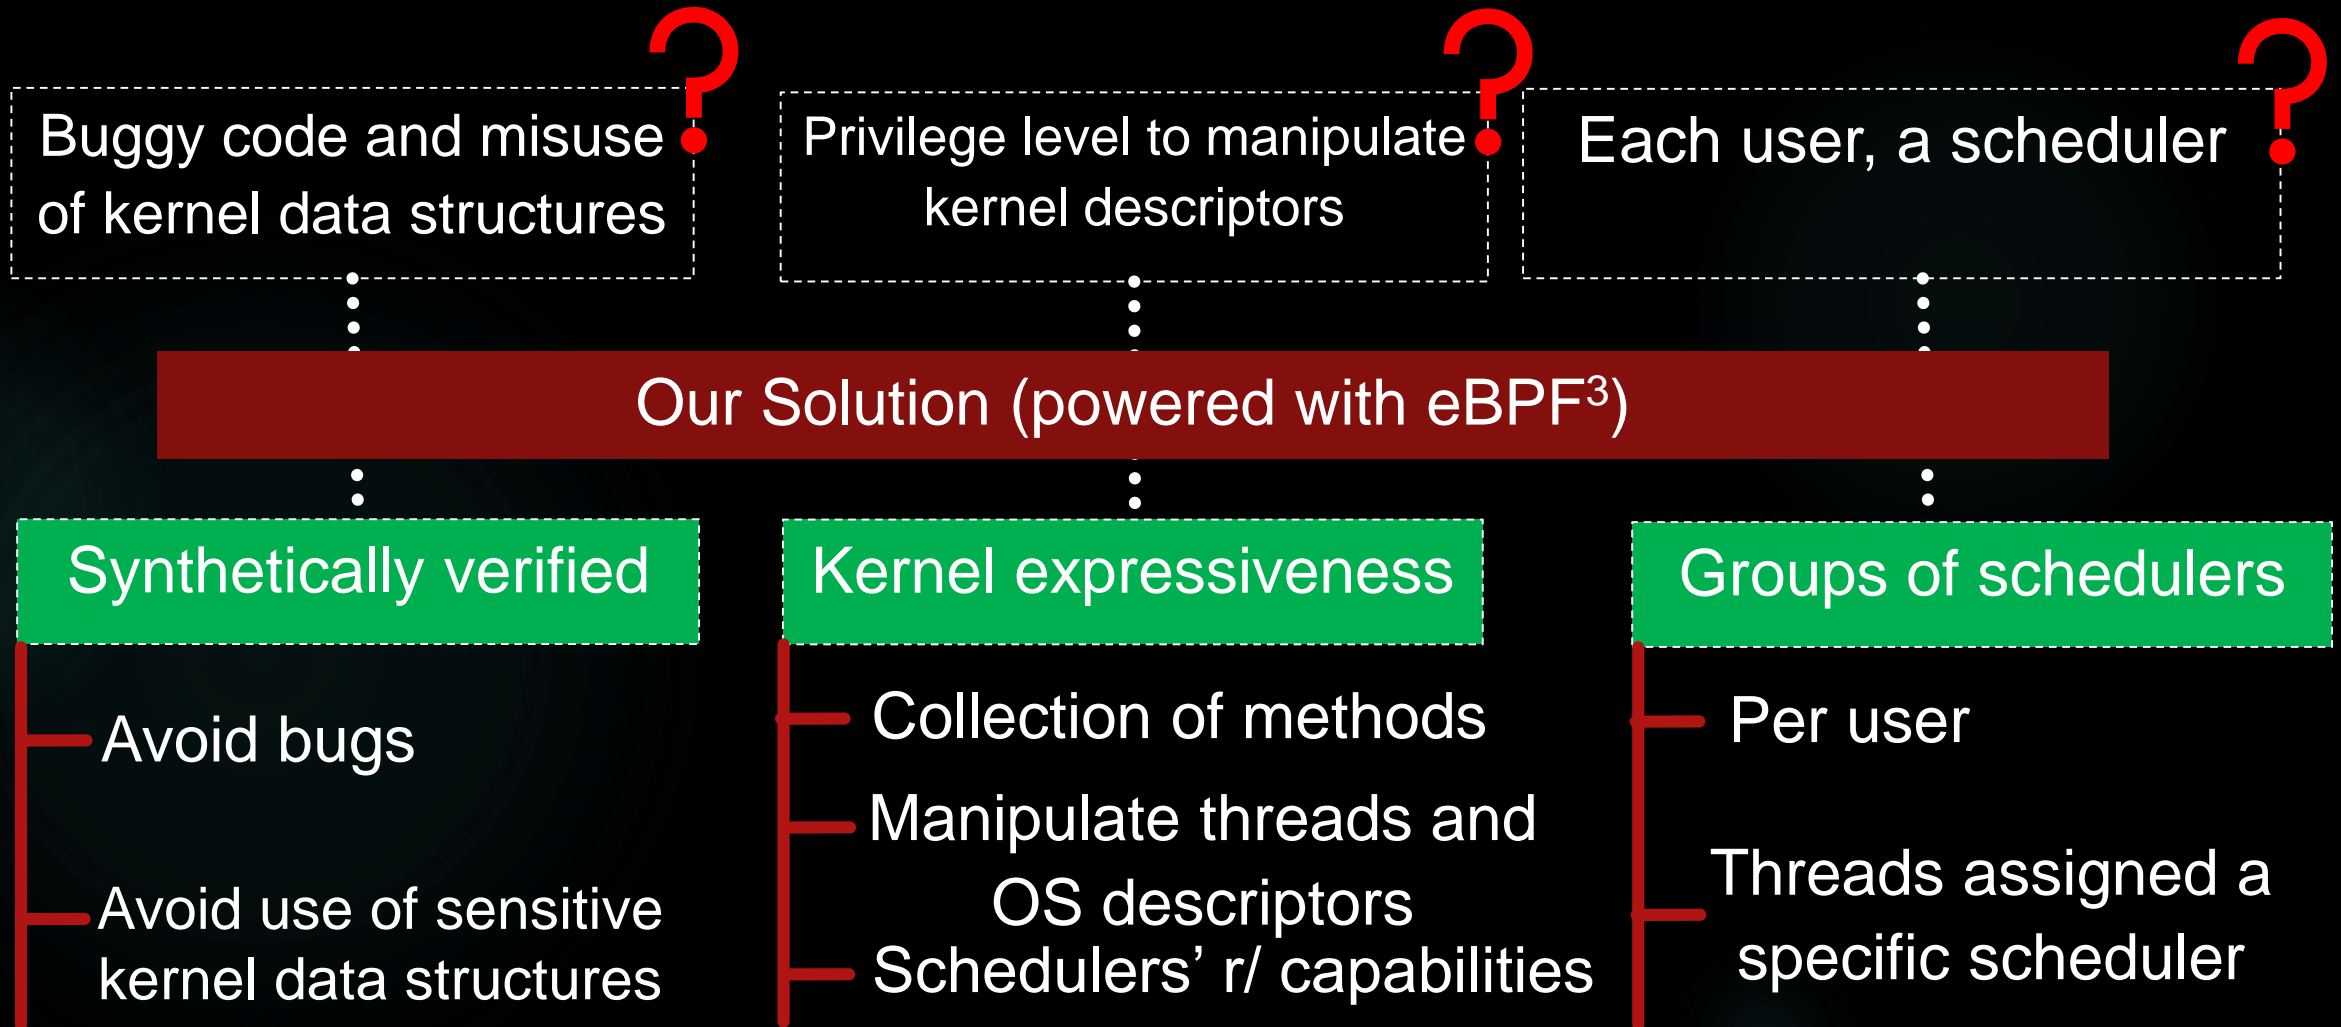 Buggy code and misuse
of kernel data structures
?
Privilege level to manipulate
kernel descriptors
?
Each user, a scheduler
?
Our Solution (powered with eBPF³)
Synthetically verified
Avoid bugs
Avoid use of sensitive
kernel data structures
Kernel expressiveness
Collection of methods
Manipulate threads and
OS descriptors
Schedulers’ r/ capabilities
Groups of schedulers
Per user
Threads assigned a
specific scheduler